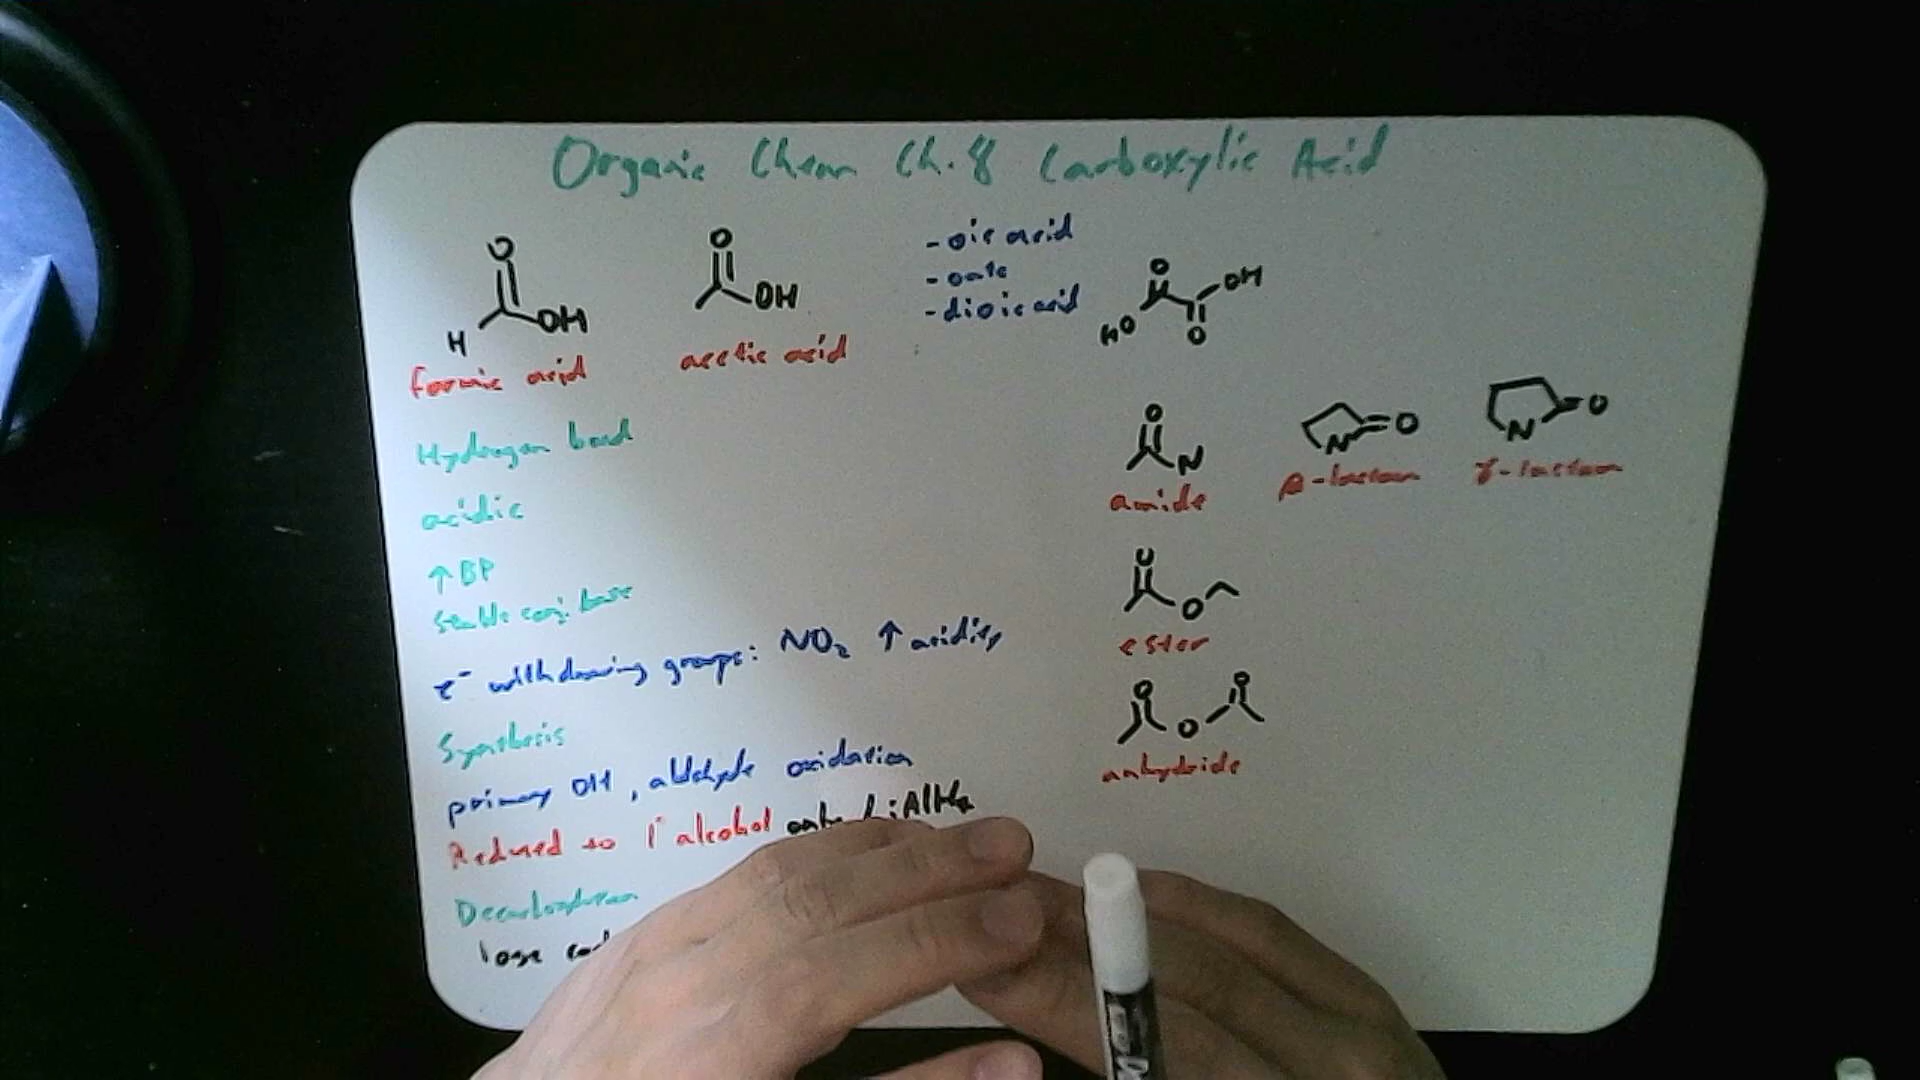 Organic Chem Ch. 8 Carboxylic Acid
O
H OH
formic acid
O
OH
acetic acid
-oic acid
-oate
-dioic acid
O OH
HO O
Hydrogen bond
acidic
↑ BP
stable conj. base
e⁻ withdrawing groups: NO₂ ↑ acidity
Synthesis
primary OH, aldehyde oxidation
Reduced to 1° alcohol only LiAlH₄
lose
O
N
amide
N O
β-lactam
N O
γ-lactam
O
O
ester
O O
O
anhydride